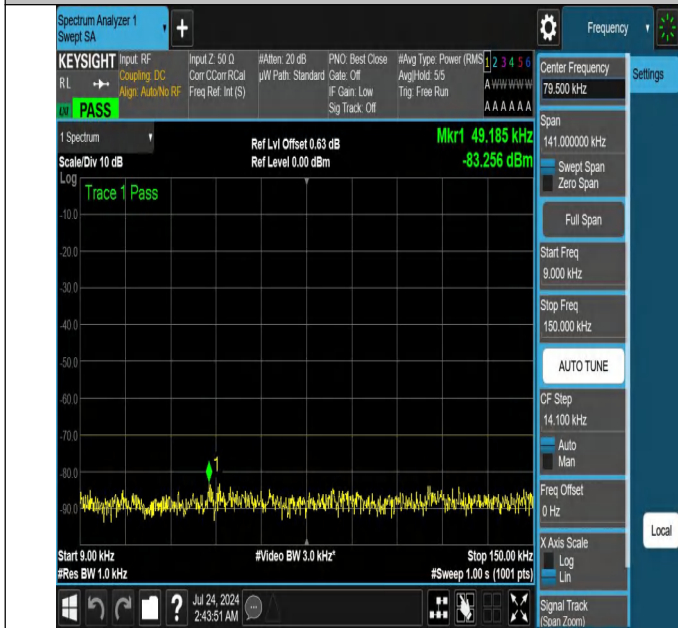 Spectrum Analyzer 1
Swept SA
+
Frequency
KEYSIGHT
Input: RF
Coupling: DC
Align: Auto/No RF
Input Z: 50 Ω
Corr CCorr RCal
Freq Ref: Int (S)
#Atten: 20 dB
µW Path: Standard
PNO: Best Close
Gate: Off
IF Gain: Low
Sig Track: Off
#Avg Type: Power (RMS
Avg|Hold: 5/5
Trig: Free Run
1 2 3 4 5 6
A W W W W W
A A A A A A
RL
LXI
PASS
1 Spectrum
Scale/Div 10 dB
Ref Lvl Offset 0.63 dB
Ref Level 0.00 dBm
Mkr1 49.185 kHz
-83.256 dBm
Log
Trace 1 Pass
-10.0
-20.0
-30.0
-40.0
-50.0
-60.0
-70.0
-80.0
-90.0
1
Start 9.00 kHz
#Res BW 1.0 kHz
#Video BW 3.0 kHz*
Stop 150.00 kHz
#Sweep 1.00 s (1001 pts)
Jul 24, 2024
2:43:51 AM
?
Center Frequency
79.500 kHz
Settings
Span
141.000000 kHz
Swept Span
Zero Span
Full Span
Start Freq
9.000 kHz
Stop Freq
150.000 kHz
AUTO TUNE
CF Step
14.100 kHz
Auto
Man
Freq Offset
0 Hz
X Axis Scale
Log
Lin
Local
Signal Track
(Span Zoom)